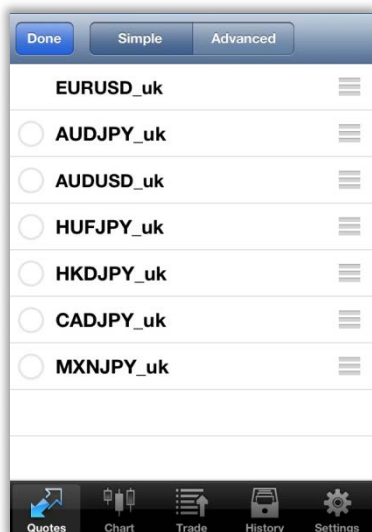 Done Simple Advanced
EURUSD_uk
AUDJPY_uk
AUDUSD_uk
HUFJPY_uk
HKDJPY_uk
CADJPY_uk
MXNJPY_uk
Quotes Chart Trade History Settings